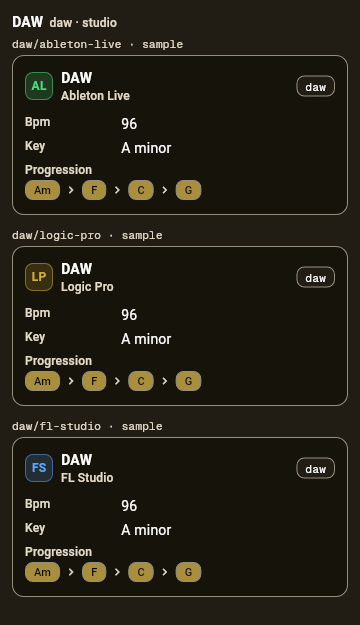 DAW daw · studio
daw/ableton-live · sample
AL DAW daw
Ableton Live
Bpm 96
Key A minor
Progression
Am › F › C › G
daw/logic-pro · sample
LP DAW daw
Logic Pro
Bpm 96
Key A minor
Progression
Am › F › C › G
daw/fl-studio · sample
FS DAW daw
FL Studio
Bpm 96
Key A minor
Progression
Am › F › C › G